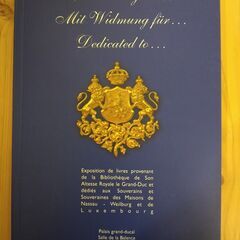 Mit Widmung für...
Dedicated to...
Exposition de livres provenant
de la Bibliothèque de Son
Altesse Royale le Grand-Duc et
dédiés aux Souverains et
Souveraines des Maisons de
Nassau - Weilburg et de
Luxembourg
Palais grand-ducal
Salle de la Balance